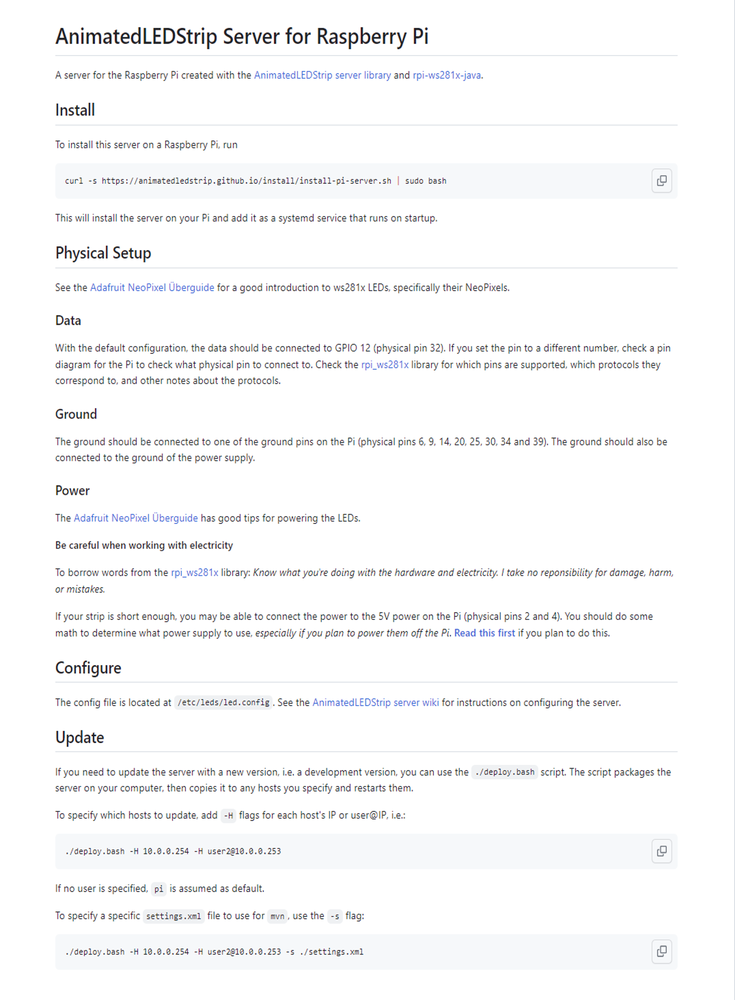 AnimatedLEDStrip Server for Raspberry Pi
A server for the Raspberry Pi created with the AnimatedLEDStrip server library and rpi-ws281x-java.
Install
To install this server on a Raspberry Pi, run
curl -s https://animatedledstrip.github.io/install/install-pi-server.sh | sudo bash
This will install the server on your Pi and add it as a systemd service that runs on startup.
Physical Setup
See the Adafruit NeoPixel Überguide for a good introduction to ws281x LEDs, specifically their NeoPixels.
Data
With the default configuration, the data should be connected to GPIO 12 (physical pin 32). If you set the pin to a different number, check a pin
diagram for the Pi to check what physical pin to connect to. Check the rpi_ws281x library for which pins are supported, which protocols they
correspond to, and other notes about the protocols.
Ground
The ground should be connected to one of the ground pins on the Pi (physical pins 6, 9, 14, 20, 25, 30, 34 and 39). The ground should also be
connected to the ground of the power supply.
Power
The Adafruit NeoPixel Überguide has good tips for powering the LEDs.
Be careful when working with electricity
To borrow words from the rpi_ws281x library: Know what you're doing with the hardware and electricity. I take no reponsibility for damage, harm,
or mistakes.
If your strip is short enough, you may be able to connect the power to the 5V power on the Pi (physical pins 2 and 4). You should do some
math to determine what power supply to use, especially if you plan to power them off the Pi. Read this first if you plan to do this.
Configure
The config file is located at /etc/leds/led.config. See the AnimatedLEDStrip server wiki for instructions on configuring the server.
Update
If you need to update the server with a new version, i.e. a development version, you can use the ./deploy.bash script. The script packages the
server on your computer, then copies it to any hosts you specify and restarts them.
To specify which hosts to update, add -H flags for each host's IP or user@IP, i.e.:
./deploy.bash -H 10.0.0.254 -H user2@10.0.0.253
If no user is specified, pi is assumed as default.
To specify a specific settings.xml file to use for mvn, use the -s flag:
./deploy.bash -H 10.0.0.254 -H user2@10.0.0.253 -s ./settings.xml